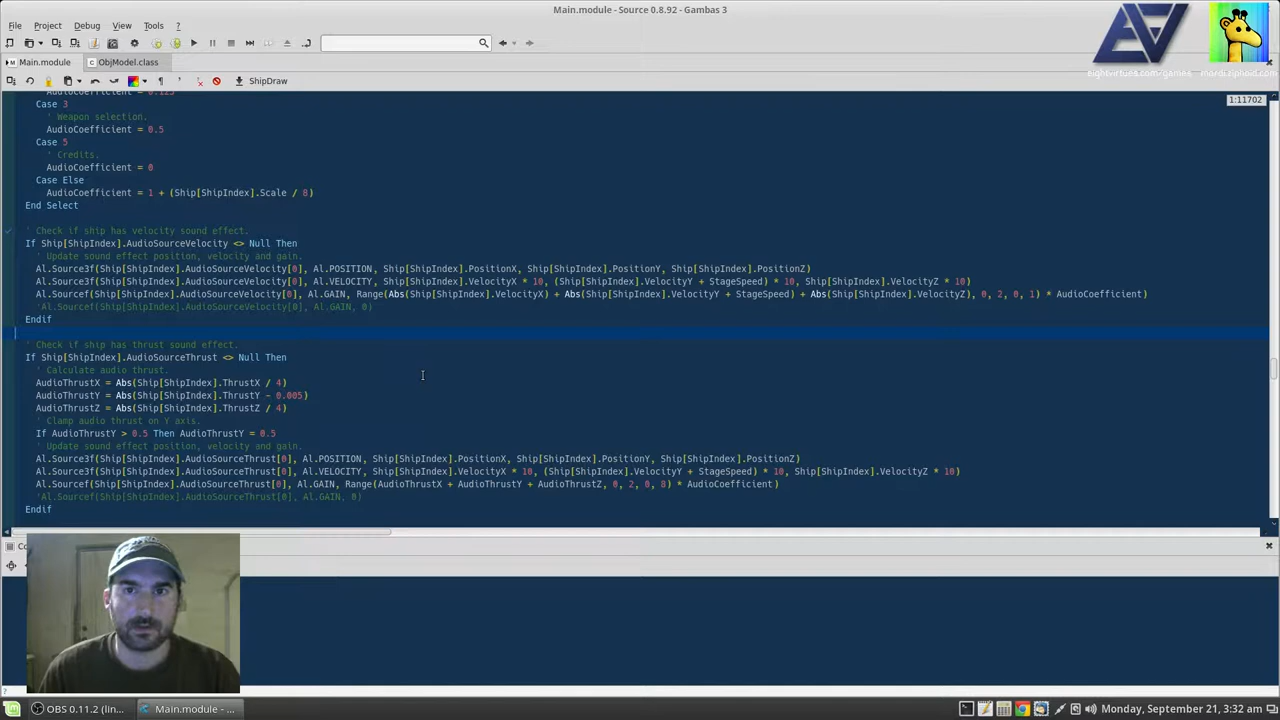 Main.module - Source 0.8.92 - Gambas 3
File Project Debug View Tools ?
Main.module ObjModel.class
eightvirtues.com/games mordi.ziphoid.com
ShipDraw
1:11702
AudioCoefficient = 0.125
Case 3
' Weapon selection.
AudioCoefficient = 0.5
Case 5
' Credits.
AudioCoefficient = 0
Case Else
AudioCoefficient = 1 + (Ship[ShipIndex].Scale / 8)
End Select
' Check if ship has velocity sound effect.
If Ship[ShipIndex].AudioSourceVelocity <> Null Then
' Update sound effect position, velocity and gain.
Al.Source3f(Ship[ShipIndex].AudioSourceVelocity[0], Al.POSITION, Ship[ShipIndex].PositionX, Ship[ShipIndex].PositionY, Ship[ShipIndex].PositionZ)
Al.Source3f(Ship[ShipIndex].AudioSourceVelocity[0], Al.VELOCITY, Ship[ShipIndex].VelocityX * 10, (Ship[ShipIndex].VelocityY + StageSpeed) * 10, Ship[ShipIndex].VelocityZ * 10)
Al.Sourcef(Ship[ShipIndex].AudioSourceVelocity[0], Al.GAIN, Range(Abs(Ship[ShipIndex].VelocityX) + Abs(Ship[ShipIndex].VelocityY + StageSpeed) + Abs(Ship[ShipIndex].VelocityZ), 0, 2, 0, 1) * AudioCoefficient)
'Al.Sourcef(Ship[ShipIndex].AudioSourceVelocity[0], Al.GAIN, 0)
Endif
' Check if ship has thrust sound effect.
If Ship[ShipIndex].AudioSourceThrust <> Null Then
' Calculate audio thrust.
AudioThrustX = Abs(Ship[ShipIndex].ThrustX / 4)
AudioThrustY = Abs(Ship[ShipIndex].ThrustY - 0.005)
AudioThrustZ = Abs(Ship[ShipIndex].ThrustZ / 4)
' Clamp audio thrust on Y axis.
If AudioThrustY > 0.5 Then AudioThrustY = 0.5
' Update sound effect position, velocity and gain.
Al.Source3f(Ship[ShipIndex].AudioSourceThrust[0], Al.POSITION, Ship[ShipIndex].PositionX, Ship[ShipIndex].PositionY, Ship[ShipIndex].PositionZ)
Al.Source3f(Ship[ShipIndex].AudioSourceThrust[0], Al.VELOCITY, Ship[ShipIndex].VelocityX * 10, (Ship[ShipIndex].VelocityY + StageSpeed) * 10, Ship[ShipIndex].VelocityZ * 10)
Al.Sourcef(Ship[ShipIndex].AudioSourceThrust[0], Al.GAIN, Range(AudioThrustX + AudioThrustY + AudioThrustZ, 0, 2, 0, 8) * AudioCoefficient)
'Al.Sourcef(Ship[ShipIndex].AudioSourceThrust[0], Al.GAIN, 0)
Endif
OBS 0.11.2 (lin... Main.module - ... Monday, September 21, 3:32 am